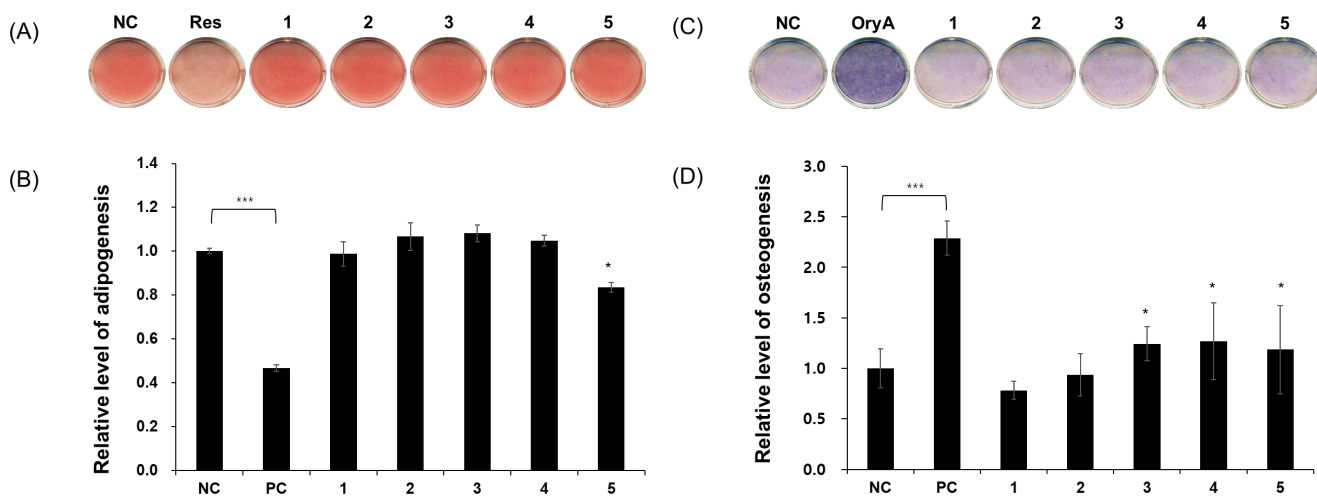 (A)
NC Res 1 2 3 4 5
(B)
Relative level of adipogenesis
1.4
1.2
1.0
0.8
0.6
0.4
0.2
0.0
***
*
NC PC 1 2 3 4 5
(C)
NC OryA 1 2 3 4 5
(D)
Relative level of osteogenesis
3.0
2.5
2.0
1.5
1.0
0.5
0.0
***
* * *
NC PC 1 2 3 4 5